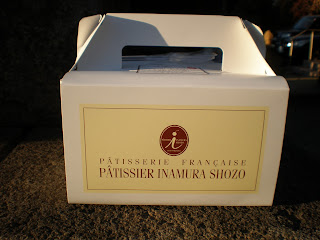 i
PÂTISSERIE FRANÇAISE
PÂTISSIER INAMURA SHOZO